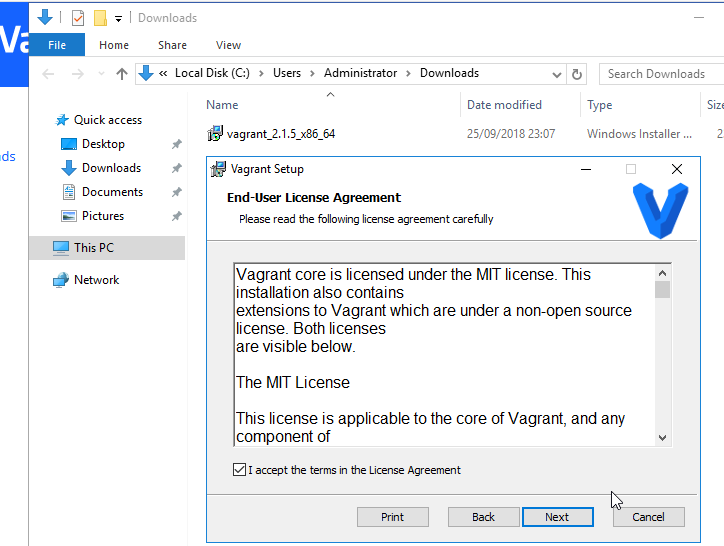 Va
Downloads
File Home Share View
« Local Disk (C:) > Users > Administrator > Downloads
Search Downloads
Name Date modified Type Size
Quick access
vagrant_2.1.5_x86_64 25/09/2018 23:07 Windows Installer ... 2
Desktop
ds
Downloads
Documents
Pictures
This PC
Network
Vagrant Setup
End-User License Agreement
Please read the following license agreement carefully
Vagrant core is licensed under the MIT license. This
installation also contains
extensions to Vagrant which are under a non-open source
license. Both licenses
are visible below.
The MIT License
This license is applicable to the core of Vagrant, and any
component of
I accept the terms in the License Agreement
Print Back Next Cancel